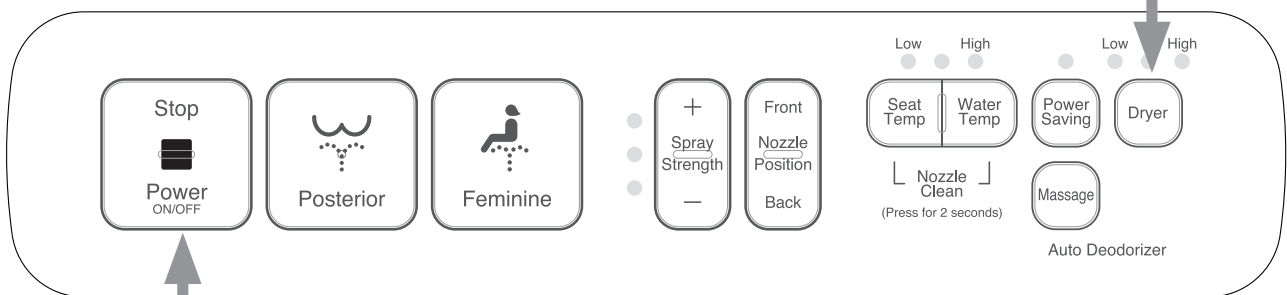 Stop
Power
ON/OFF
Posterior
Feminine
+
Spray
Strength
—
Front
Nozzle
Position
Back
Low High
Seat
Temp
Water
Temp
Nozzle
Clean
(Press for 2 seconds)
Power
Saving
Low High
Dryer
Massage
Auto Deodorizer